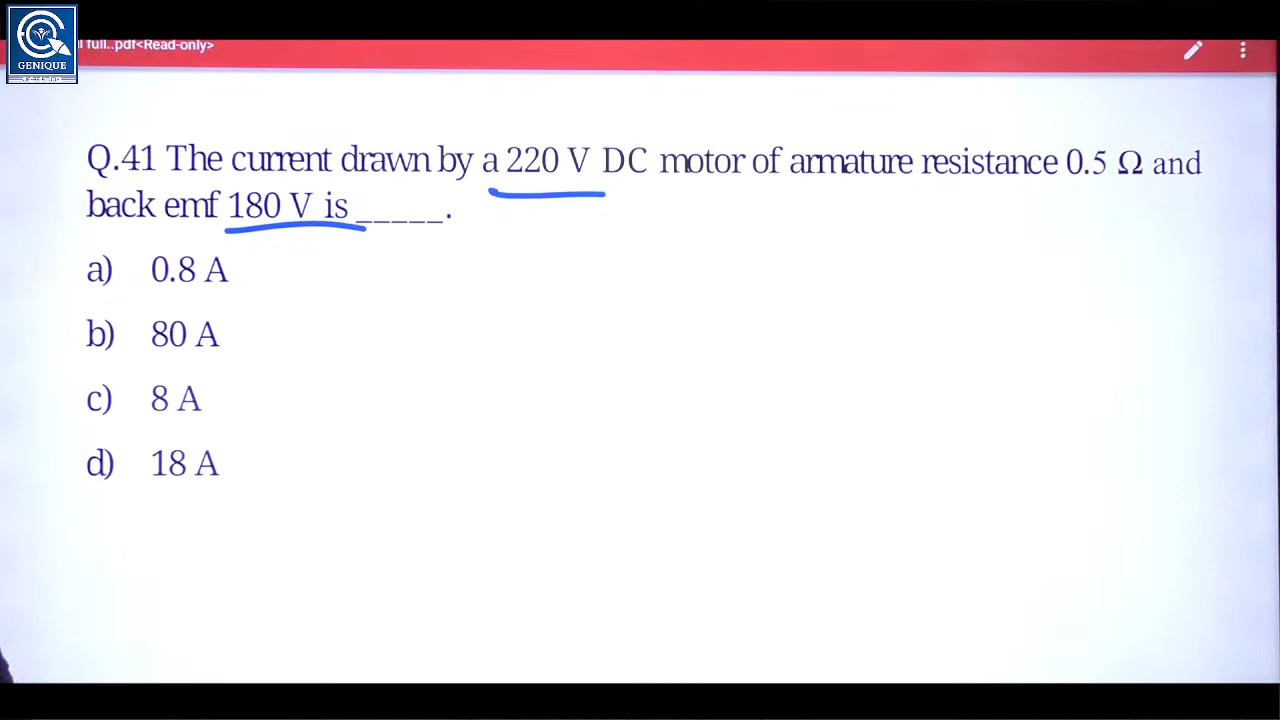 GENIQUE
full..pdf<Read-only>
Q.41 The current drawn by a 220 V DC motor of armature resistance 0.5 Ω and
back emf 180 V is _____.
a) 0.8 A
b) 80 A
c) 8 A
d) 18 A